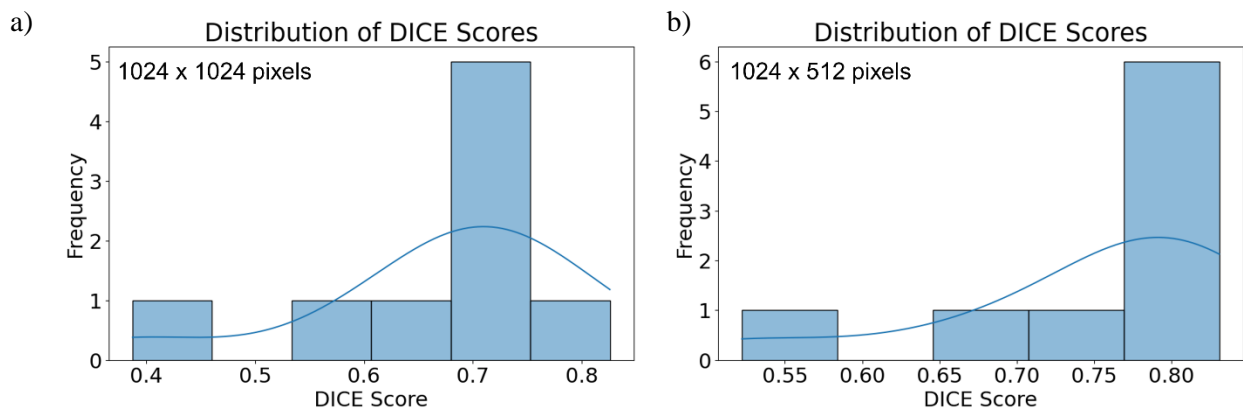 a)
Distribution of DICE Scores
1024 x 1024 pixels
Frequency
5
4
3
2
1
0
0.4 0.5 0.6 0.7 0.8
DICE Score
b)
Distribution of DICE Scores
1024 x 512 pixels
Frequency
6
5
4
3
2
1
0
0.55 0.60 0.65 0.70 0.75 0.80
DICE Score